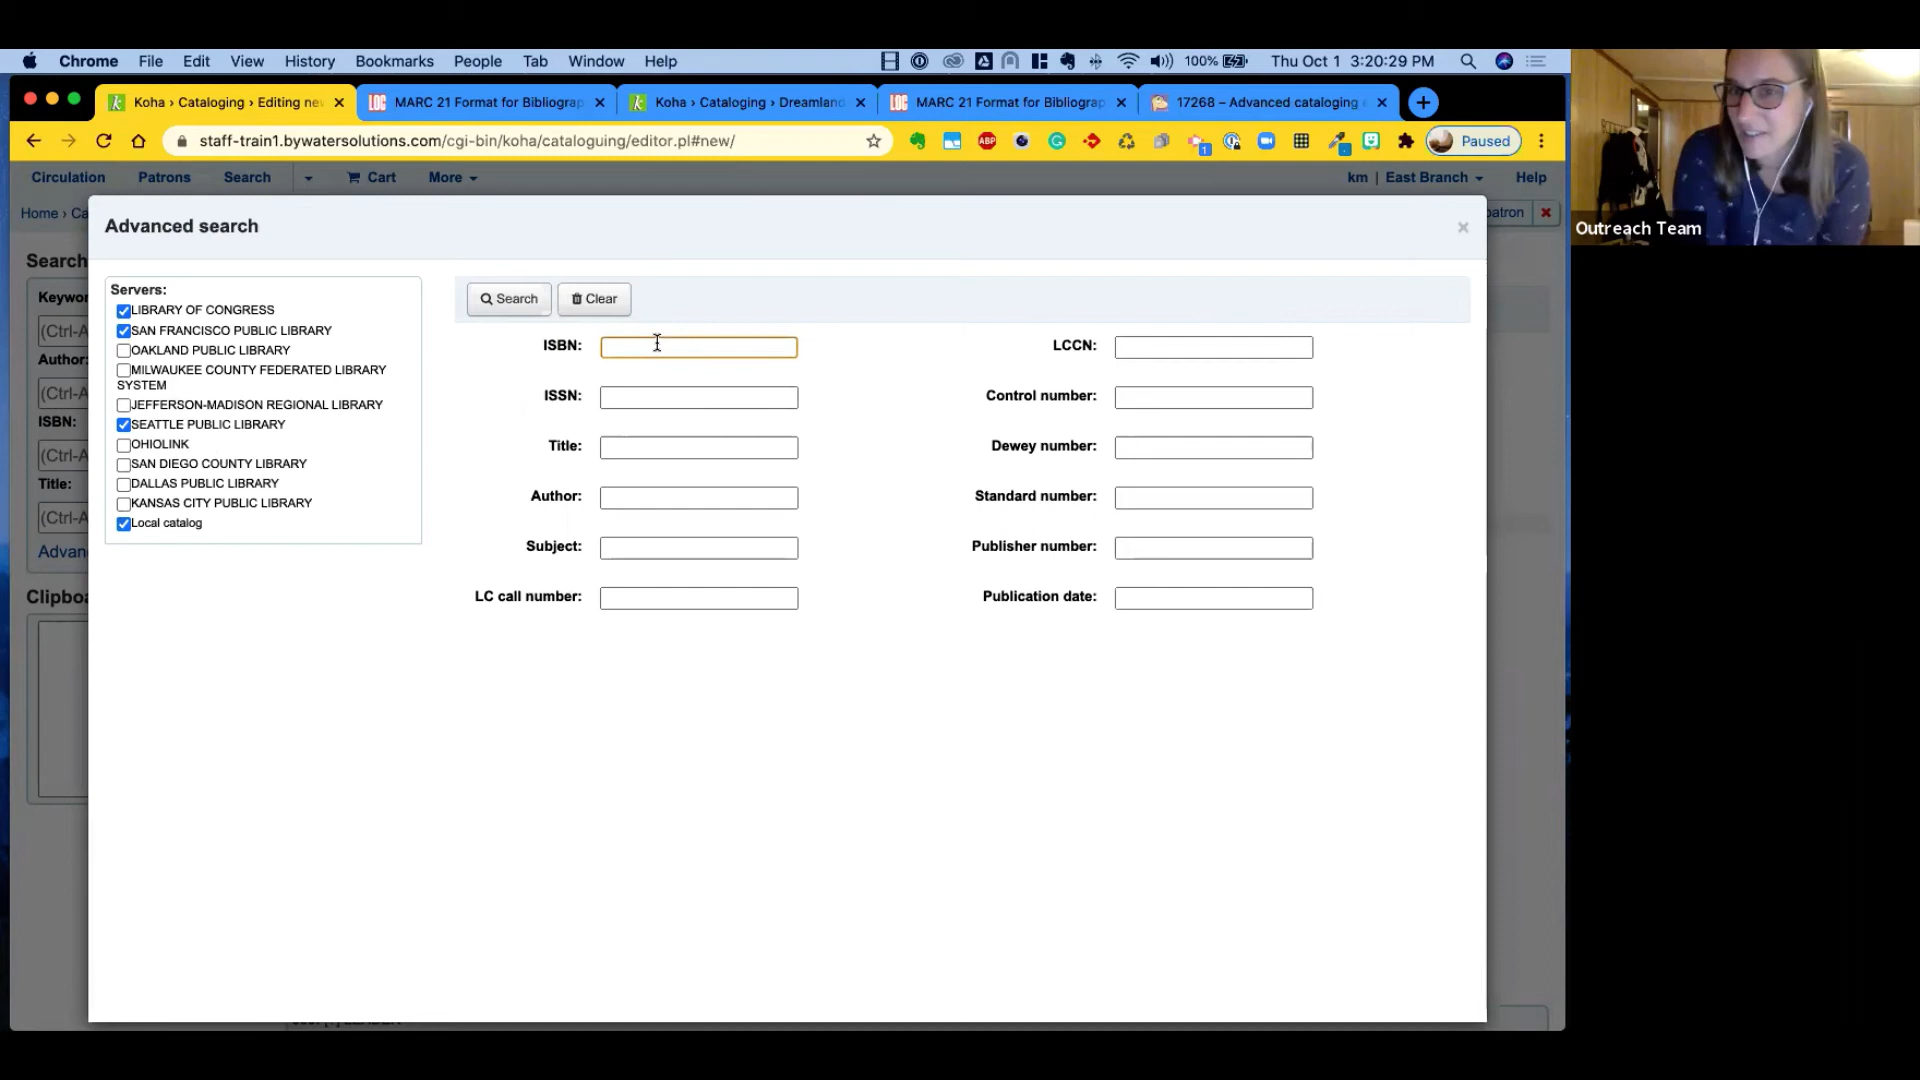 Chrome File Edit View History Bookmarks People Tab Window Help 100% Thu Oct 1 3:20:29 PM
Koha › Cataloging › Editing ne MARC 21 Format for Bibliograp Koha › Cataloging › Dreamland MARC 21 Format for Bibliograp 17268 – Advanced cataloging e
staff-train1.bywatersolutions.com/cgi-bin/koha/cataloguing/editor.pl#new/ ABP 1 Paused
Circulation Patrons Search Cart More km | East Branch Help
Home › Ca
Advanced search
Outreach Team
Search
Keywor
(Ctrl-A
Author:
(Ctrl-A
ISBN:
(Ctrl-A
Title:
(Ctrl-A
Advan
Clipboa
Servers:
LIBRARY OF CONGRESS
SAN FRANCISCO PUBLIC LIBRARY
OAKLAND PUBLIC LIBRARY
MILWAUKEE COUNTY FEDERATED LIBRARY
SYSTEM
JEFFERSON-MADISON REGIONAL LIBRARY
SEATTLE PUBLIC LIBRARY
OHIOLINK
SAN DIEGO COUNTY LIBRARY
DALLAS PUBLIC LIBRARY
KANSAS CITY PUBLIC LIBRARY
Local catalog
Search Clear
ISBN: LCCN:
ISSN: Control number:
Title: Dewey number:
Author: Standard number:
Subject: Publisher number:
LC call number: Publication date: